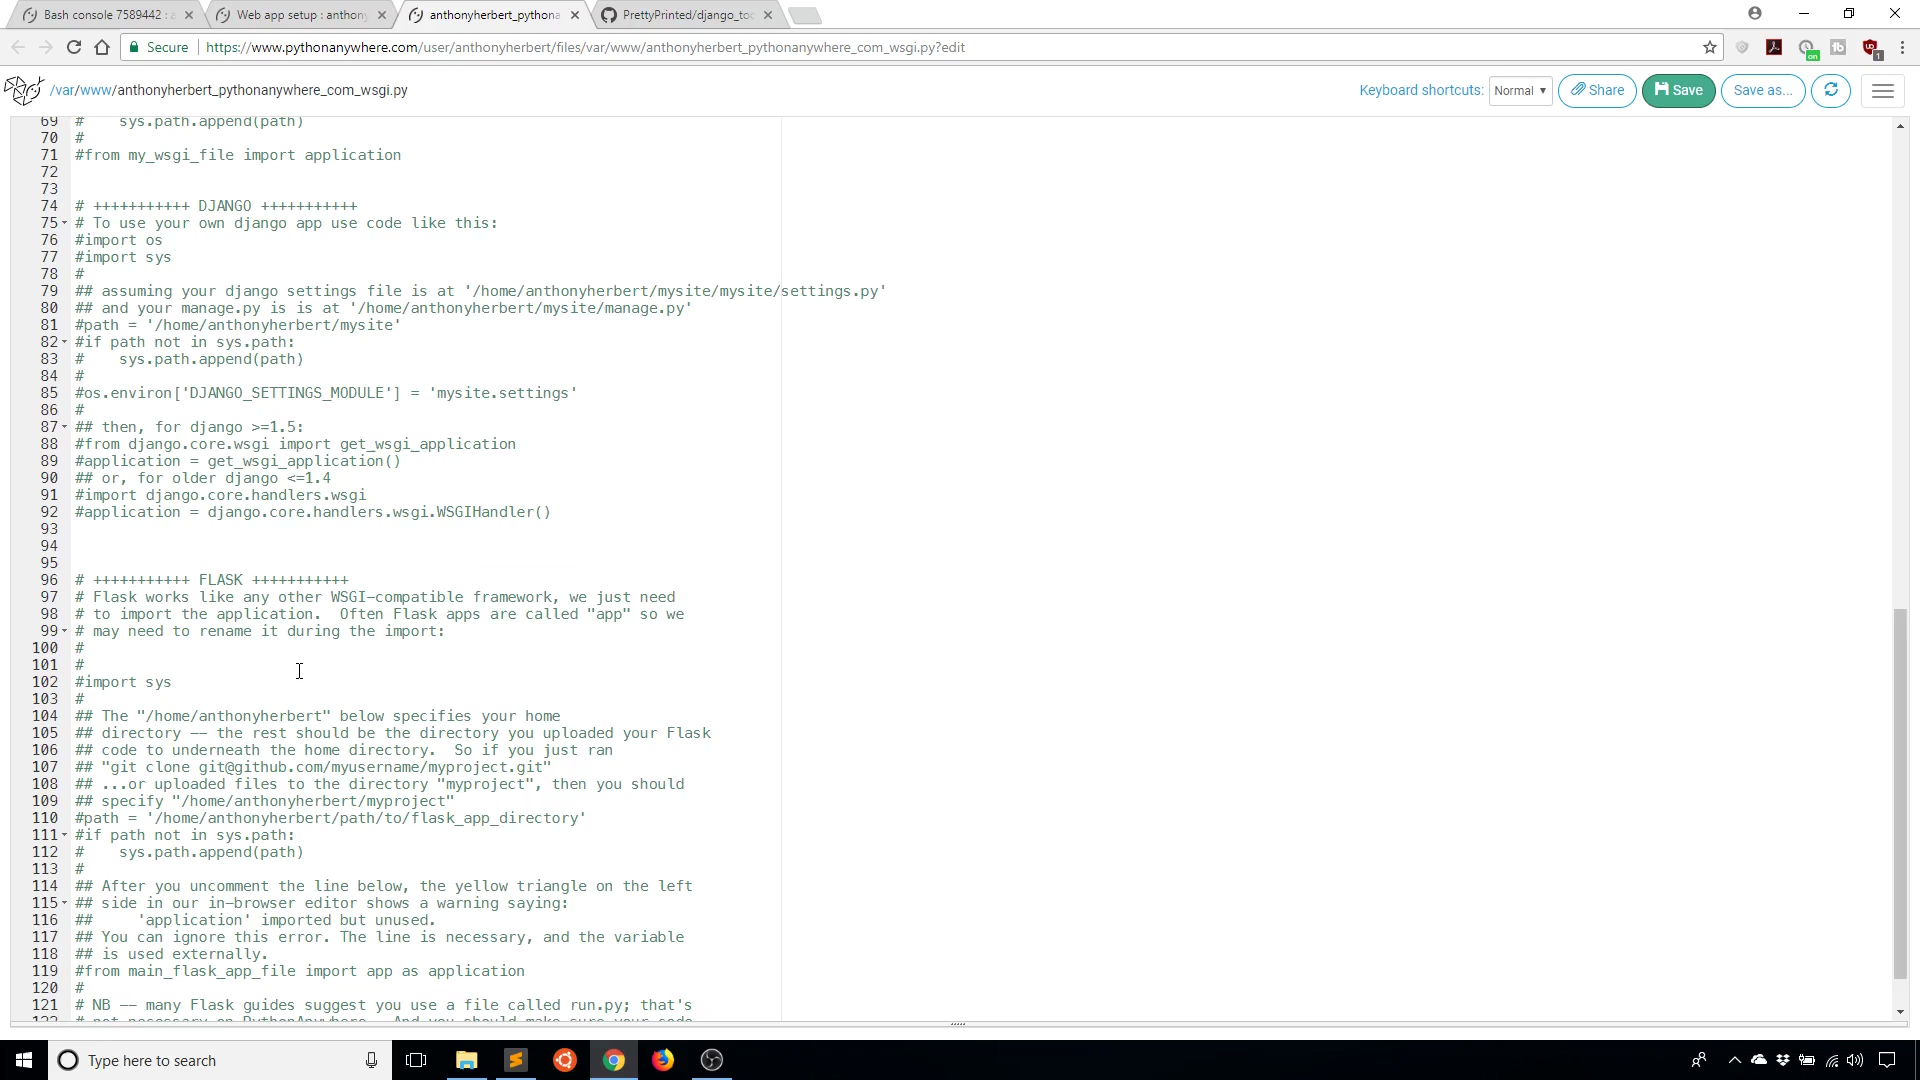 Bash console 7589442 : a
Web app setup : anthony
anthonyherbert_pythona
PrettyPrinted/django_toc
Secure
https://www.pythonanywhere.com/user/anthonyherbert/files/var/www/anthonyherbert_pythonanywhere_com_wsgi.py?edit
/var/www/anthonyherbert_pythonanywhere_com_wsgi.py
Keyboard shortcuts: Normal
Share
Save
Save as...
69 #    sys.path.append(path)
70 #
71 #from my_wsgi_file import application
72
73
74 # +++++++++++ DJANGO +++++++++++
75 # To use your own django app use code like this:
76 #import os
77 #import sys
78 #
79 ## assuming your django settings file is at '/home/anthonyherbert/mysite/mysite/settings.py'
80 ## and your manage.py is is at '/home/anthonyherbert/mysite/manage.py'
81 #path = '/home/anthonyherbert/mysite'
82 #if path not in sys.path:
83 #    sys.path.append(path)
84 #
85 #os.environ['DJANGO_SETTINGS_MODULE'] = 'mysite.settings'
86 #
87 ## then, for django >=1.5:
88 #from django.core.wsgi import get_wsgi_application
89 #application = get_wsgi_application()
90 ## or, for older django <=1.4
91 #import django.core.handlers.wsgi
92 #application = django.core.handlers.wsgi.WSGIHandler()
93
94
95
96 # +++++++++++ FLASK +++++++++++
97 # Flask works like any other WSGI-compatible framework, we just need
98 # to import the application.  Often Flask apps are called "app" so we
99 # may need to rename it during the import:
100 #
101 #
102 #import sys
103 #
104 ## The "/home/anthonyherbert" below specifies your home
105 ## directory -- the rest should be the directory you uploaded your Flask
106 ## code to underneath the home directory.  So if you just ran
107 ## "git clone git@github.com/myusername/myproject.git"
108 ## ...or uploaded files to the directory "myproject", then you should
109 ## specify "/home/anthonyherbert/myproject"
110 #path = '/home/anthonyherbert/path/to/flask_app_directory'
111 #if path not in sys.path:
112 #    sys.path.append(path)
113 #
114 ## After you uncomment the line below, the yellow triangle on the left
115 ## side in our in-browser editor shows a warning saying:
116 ##     'application' imported but unused.
117 ## You can ignore this error. The line is necessary, and the variable
118 ## is used externally.
119 #from main_flask_app_file import app as application
120 #
121 # NB -- many Flask guides suggest you use a file called run.py; that's
122 # not necessary on PythonAnywhere.  And you should make sure your code
Type here to search